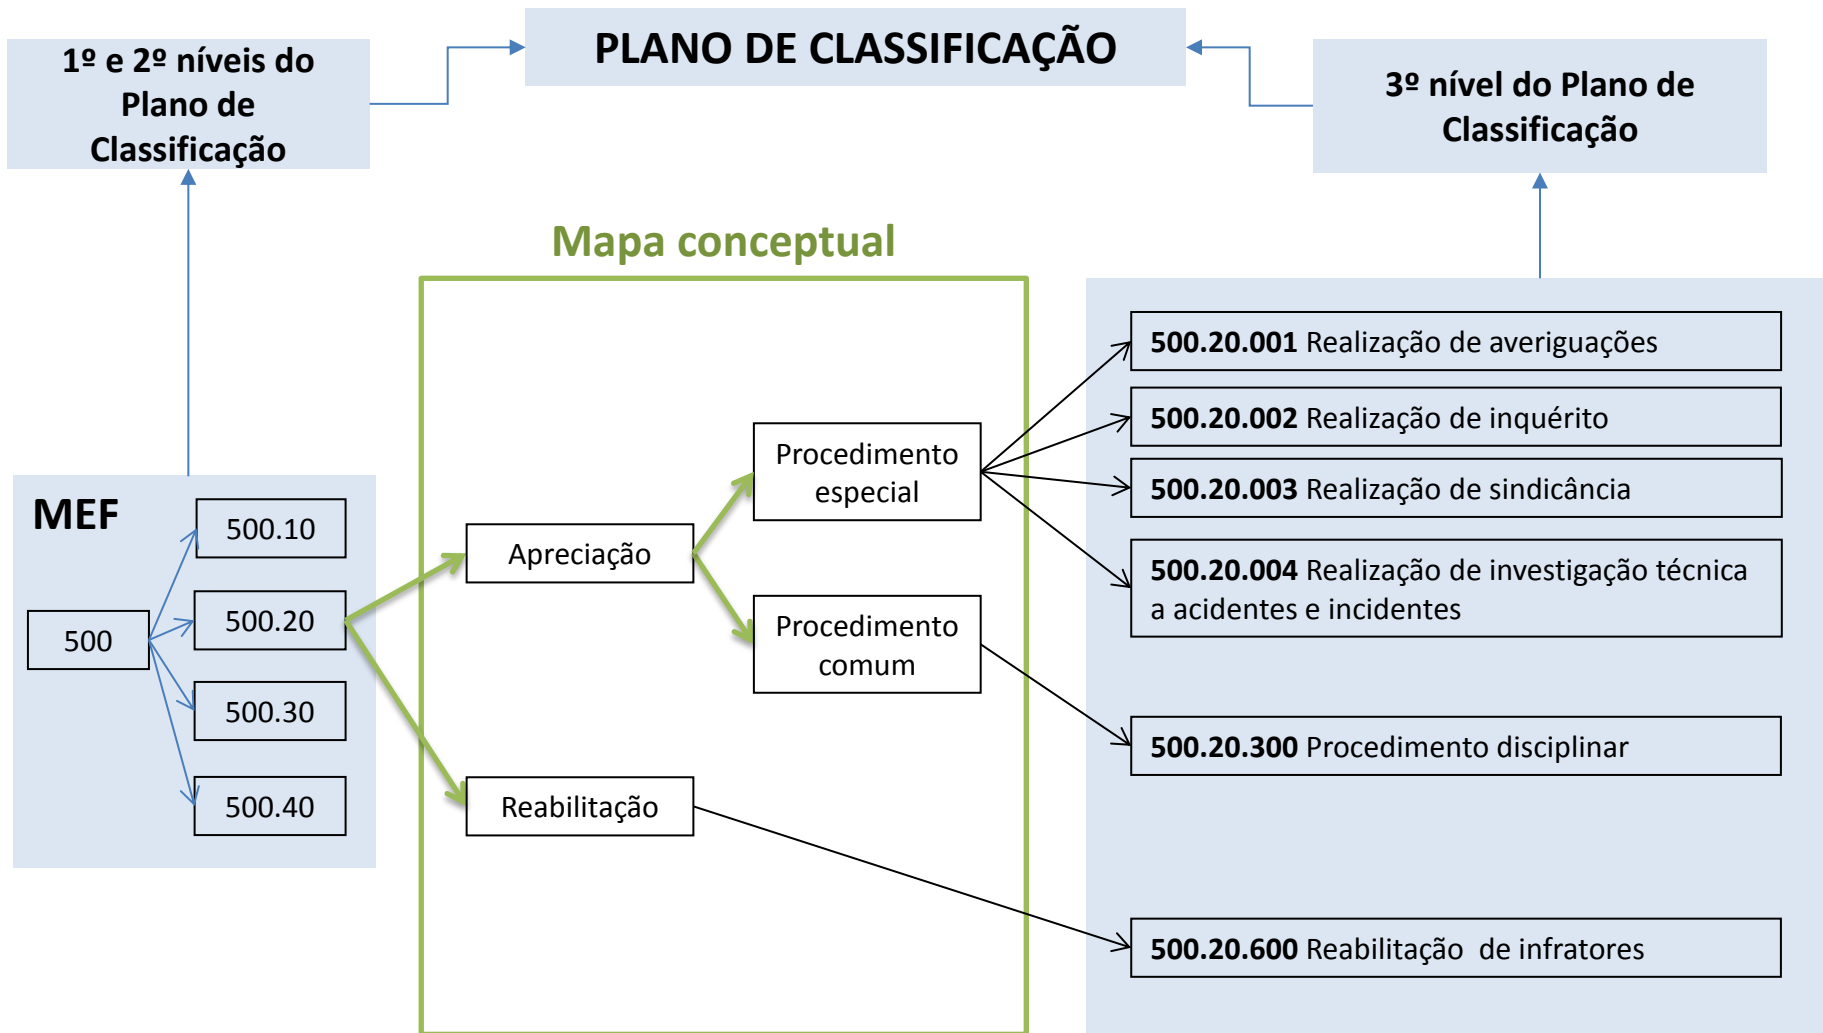 PLANO DE CLASSIFICAÇÃO
1º e 2º níveis do
Plano de
Classificação
3º nível do Plano de
Classificação
Mapa conceptual
MEF
500
500.10
500.20
500.30
500.40
Apreciação
Reabilitação
Procedimento
especial
Procedimento
comum
500.20.001 Realização de averiguações
500.20.002 Realização de inquérito
500.20.003 Realização de sindicância
500.20.004 Realização de investigação técnica
a acidentes e incidentes
500.20.300 Procedimento disciplinar
500.20.600 Reabilitação de infratores